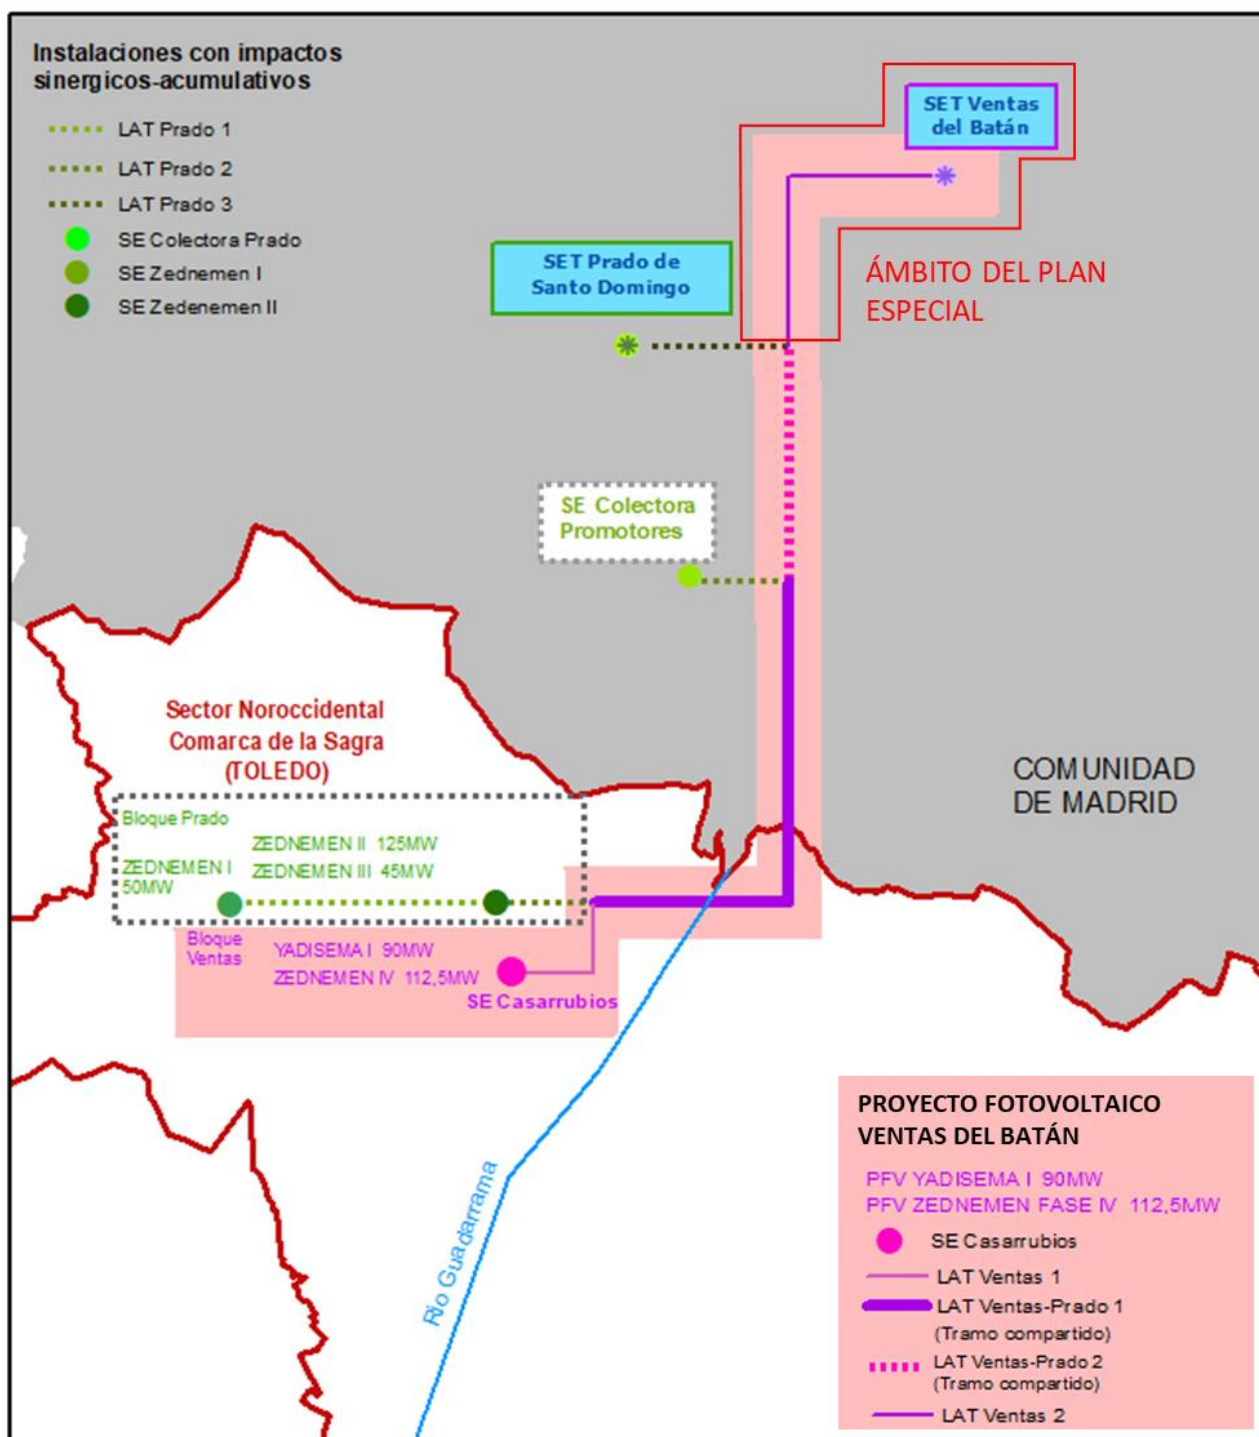 Instalaciones con impactos
sinergicos-acumulativos
LAT Prado 1
LAT Prado 2
LAT Prado 3
SE Colectora Prado
SE Zednemen I
SE Zedenemen II
SET Ventas
del Batán
SET Prado de
Santo Domingo
ÁMBITO DEL PLAN
ESPECIAL
SE Colectora
Promotores
Sector Noroccidental
Comarca de la Sagra
(TOLEDO)
COMUNIDAD
DE MADRID
Bloque Prado
ZEDNEMEN II 125MW
ZEDNEMEN I
50MW
ZEDNEMEN III 45MW
Bloque
Ventas
YADISEMA I 90MW
ZEDNEMEN IV 112,5MW
SE Casarrubios
Rio Guadarrama
PROYECTO FOTOVOLTAICO
VENTAS DEL BATÁN
PFV YADISEMA I 90MW
PFV ZEDNEMEN FASE IV 112,5MW
SE Casarrubios
LAT Ventas 1
LAT Ventas-Prado 1
(Tramo compartido)
LAT Ventas-Prado 2
(Tramo compartido)
LAT Ventas 2